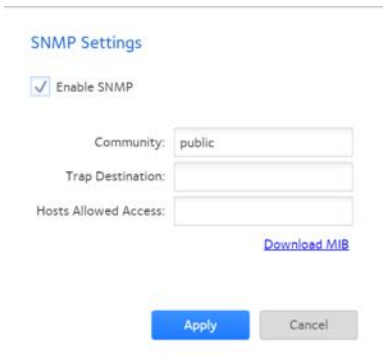 SNMP Settings
Enable SNMP
Community: public
Trap Destination:
Hosts Allowed Access:
Download MIB
Apply Cancel